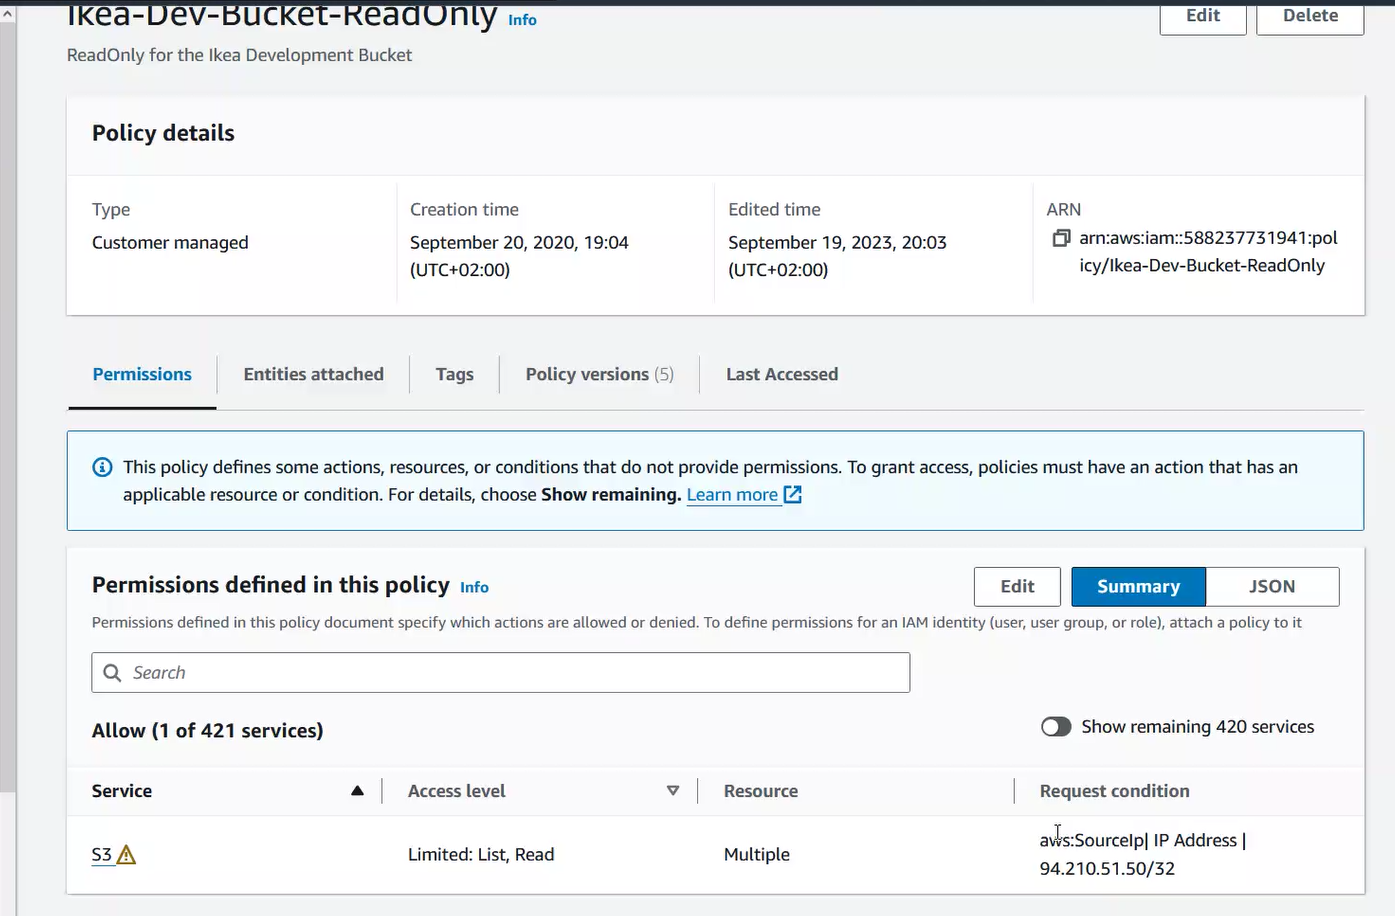 Ikea-Dev-Bucket-ReadOnly Info
Edit
Delete
ReadOnly for the Ikea Development Bucket
Policy details
Type
Customer managed
Creation time
September 20, 2020, 19:04
(UTC+02:00)
Edited time
September 19, 2023, 20:03
(UTC+02:00)
ARN
arn:aws:iam::588237731941:pol
icy/Ikea-Dev-Bucket-ReadOnly
Permissions
Entities attached
Tags
Policy versions (5)
Last Accessed
This policy defines some actions, resources, or conditions that do not provide permissions. To grant access, policies must have an action that has an
applicable resource or condition. For details, choose Show remaining. Learn more
Permissions defined in this policy Info
Edit
Summary
JSON
Permissions defined in this policy document specify which actions are allowed or denied. To define permissions for an IAM identity (user, user group, or role), attach a policy to it
Search
Allow (1 of 421 services)
Show remaining 420 services
Service
Access level
Resource
Request condition
S3
Limited: List, Read
Multiple
aws:SourceIp| IP Address |
94.210.51.50/32